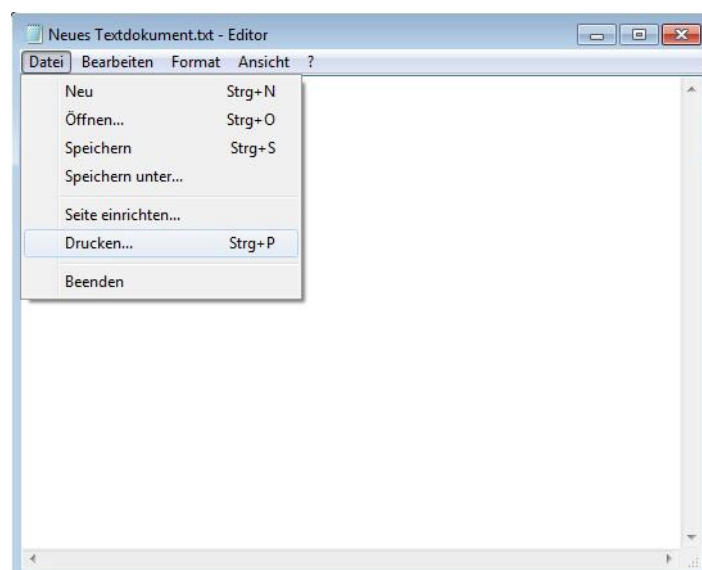 Neues Textdokument.txt - Editor
Datei Bearbeiten Format Ansicht ?
Neu Strg+N
Öffnen... Strg+O
Speichern Strg+S
Speichern unter...
Seite einrichten...
Drucken... Strg+P
Beenden